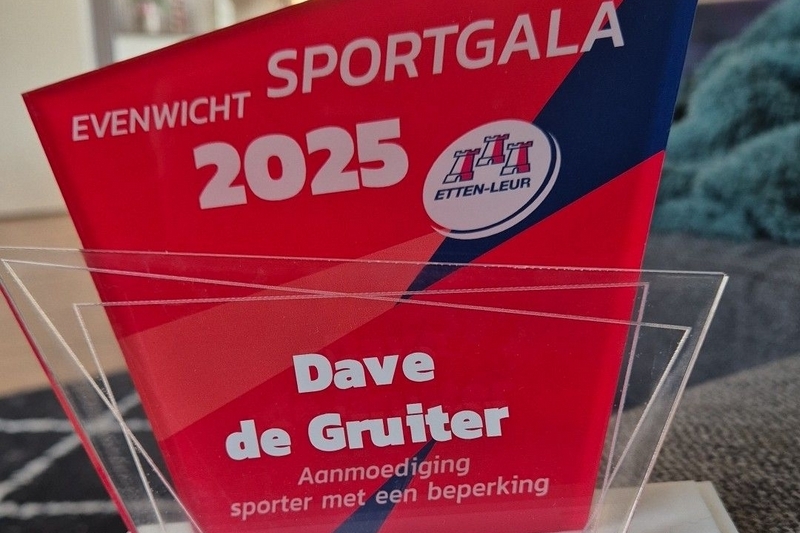 EVENWICHT SPORTGALA
2025
ETTEN-LEUR
Dave
de Gruiter
Aanmoediging
sporter met een beperking